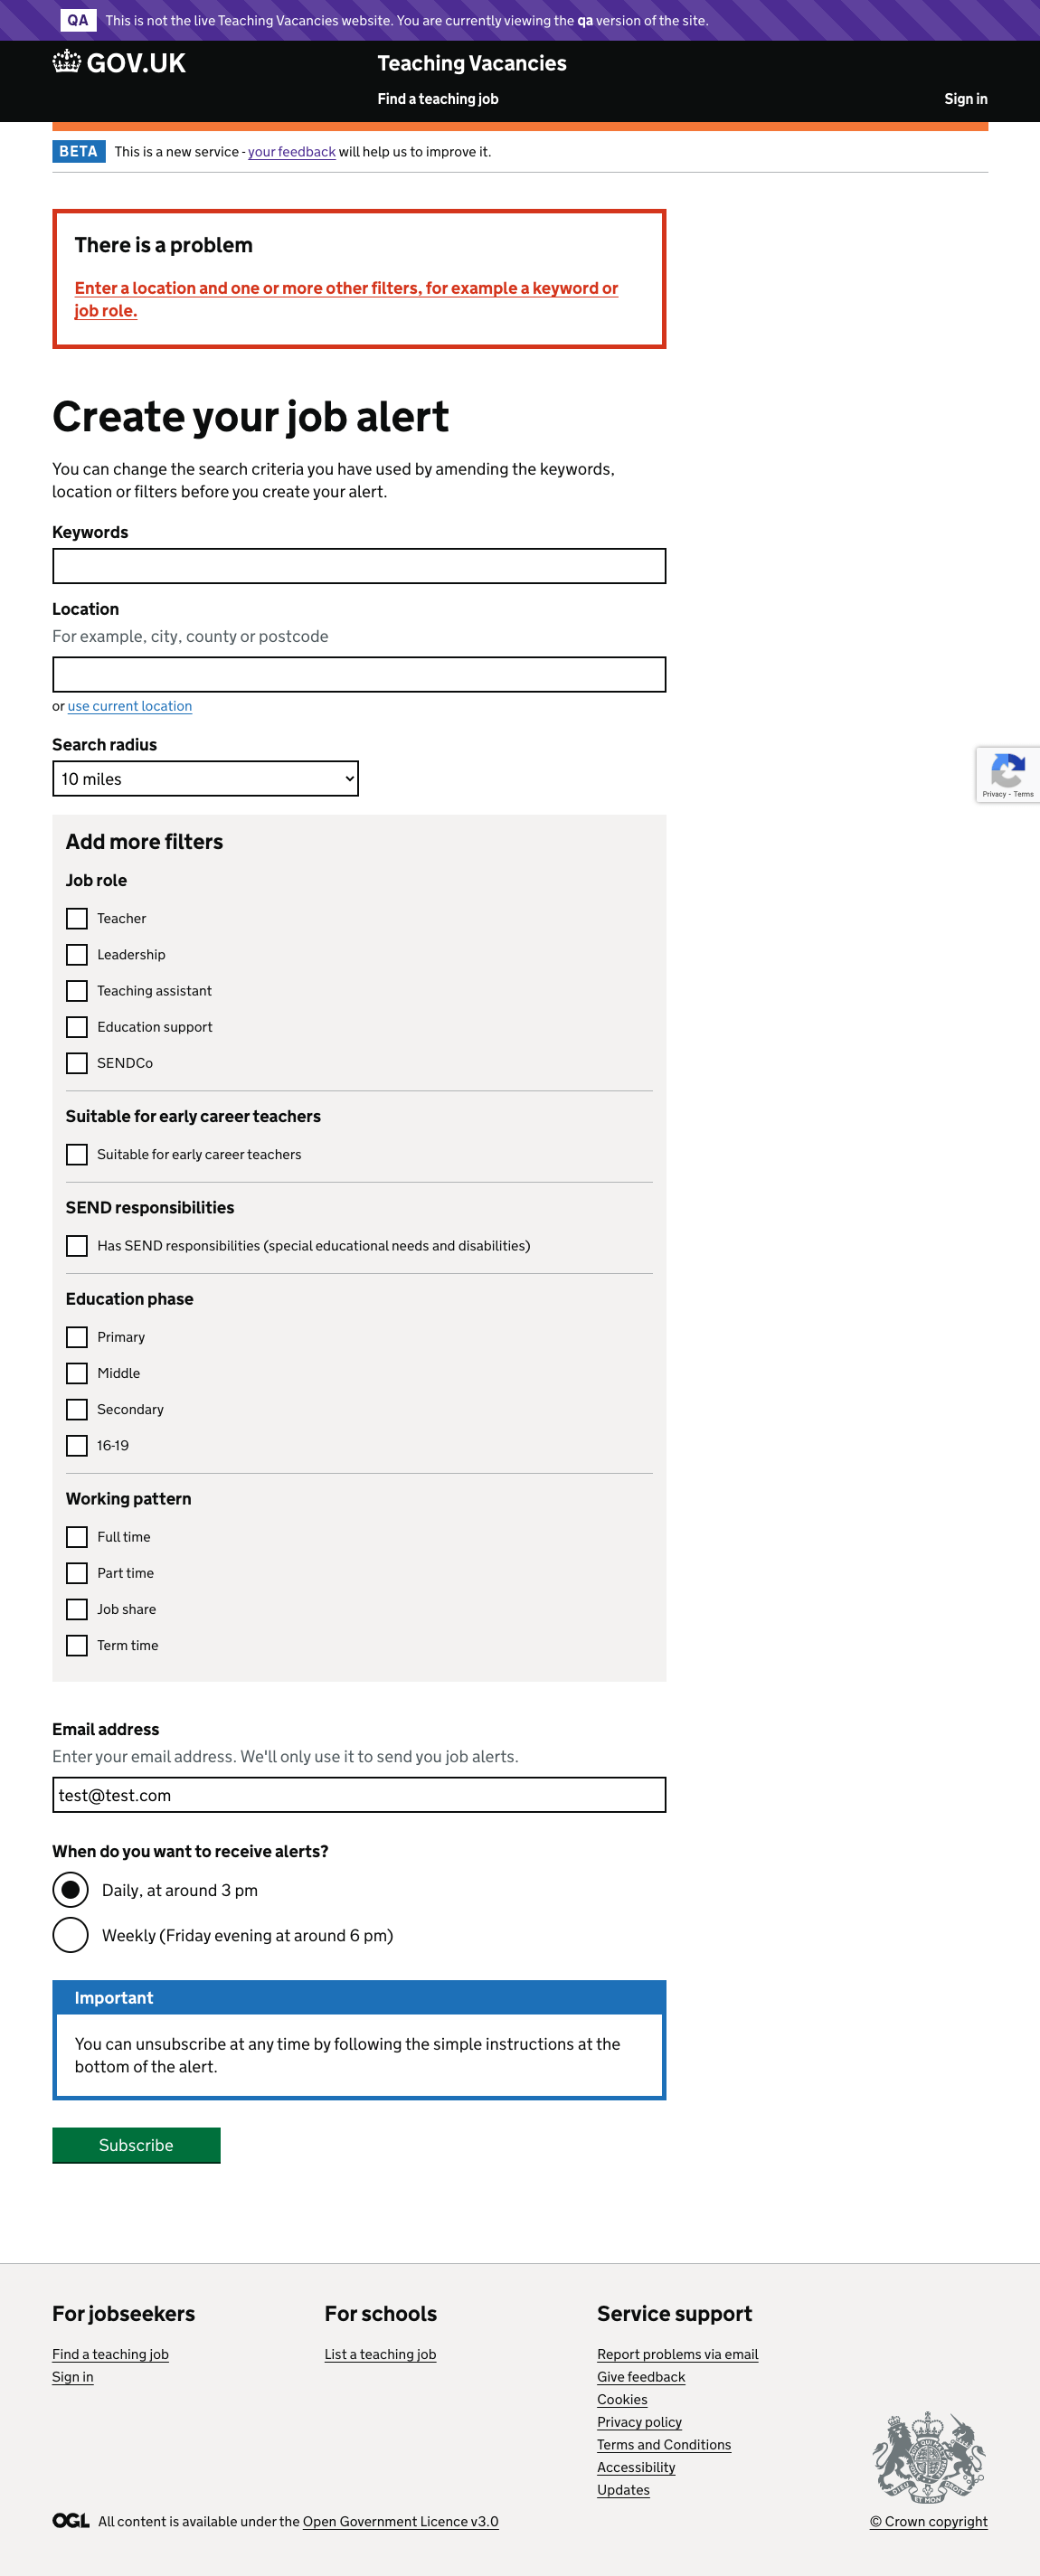 QA This is not the live Teaching Vacancies website. You are currently viewing the qa version of the site.
GOV.UK
Teaching Vacancies
Find a teaching job
Sign in
BETA This is a new service - your feedback will help us to improve it.
There is a problem
Enter a location and one or more other filters, for example a keyword or
job role.
Create your job alert
You can change the search criteria you have used by amending the keywords,
location or filters before you create your alert.
Keywords
Location
For example, city, county or postcode
or use current location
Search radius
10 miles
Privacy - Terms
Add more filters
Job role
Teacher
Leadership
Teaching assistant
Education support
SENDCo
Suitable for early career teachers
Suitable for early career teachers
SEND responsibilities
Has SEND responsibilities (special educational needs and disabilities)
Education phase
Primary
Middle
Secondary
16-19
Working pattern
Full time
Part time
Job share
Term time
Email address
Enter your email address. We'll only use it to send you job alerts.
test@test.com
When do you want to receive alerts?
Daily, at around 3 pm
Weekly (Friday evening at around 6 pm)
Important
You can unsubscribe at any time by following the simple instructions at the
bottom of the alert.
Subscribe
For jobseekers
Find a teaching job
Sign in
For schools
List a teaching job
Service support
Report problems via email
Give feedback
Cookies
Privacy policy
Terms and Conditions
Accessibility
Updates
OGL All content is available under the Open Government Licence v3.0
© Crown copyright